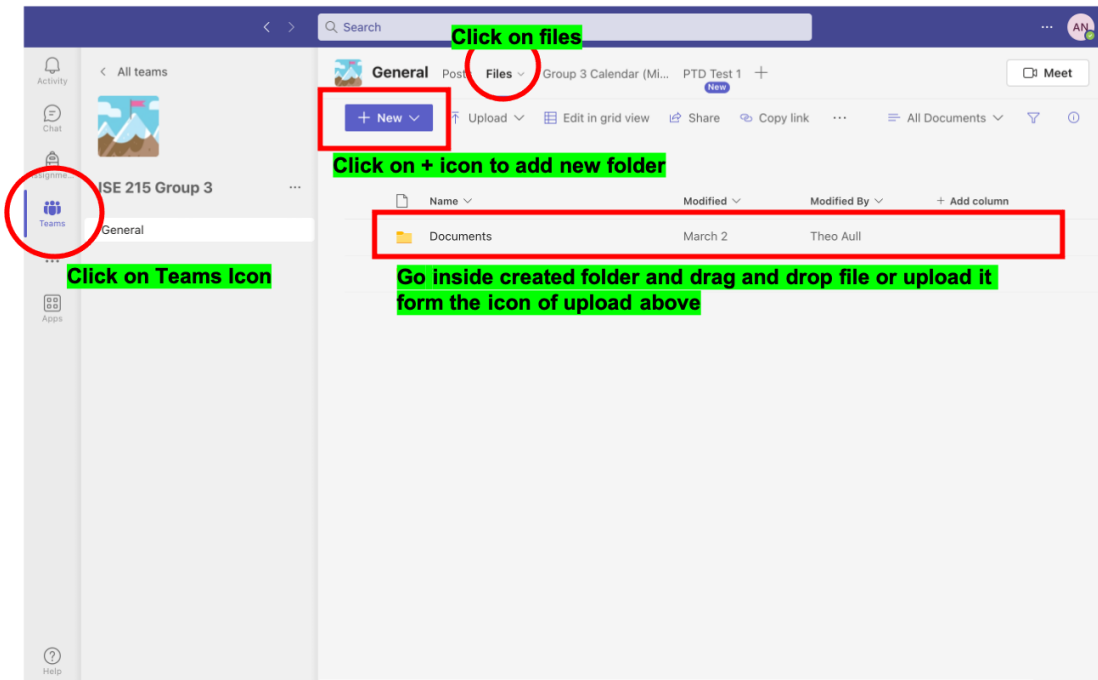 Search
Click on files
...
AN
Activity
Chat
Assignme...
Teams
...
Apps
Help
All teams
ISE 215 Group 3
...
General
Click on Teams Icon
General Posts Files Group 3 Calendar (Mi... PTD Test 1 +
New
Meet
+ New Upload Edit in grid view Share Copy link ... All Documents
Click on + icon to add new folder
Name Modified Modified By + Add column
Documents March 2 Theo Aull
Go inside created folder and drag and drop file or upload it
form the icon of upload above